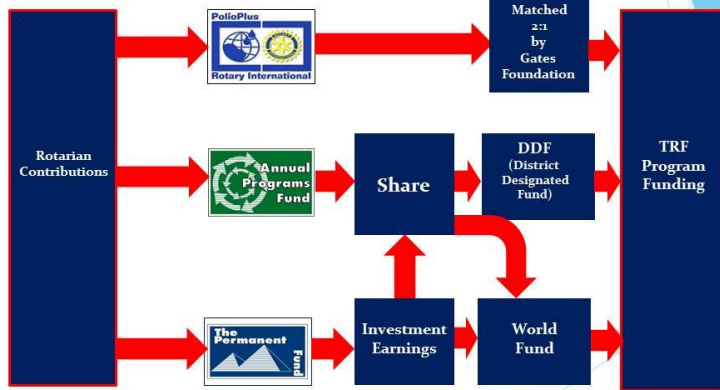 Rotarian
Contributions
PolioPlus
Rotary International
Matched
2:1
by
Gates
Foundation
TRF
Program
Funding
Annual
Programs
Fund
Share
DDF
(District
Designated
Fund)
The
Permanent
Fund
Investment
Earnings
World
Fund